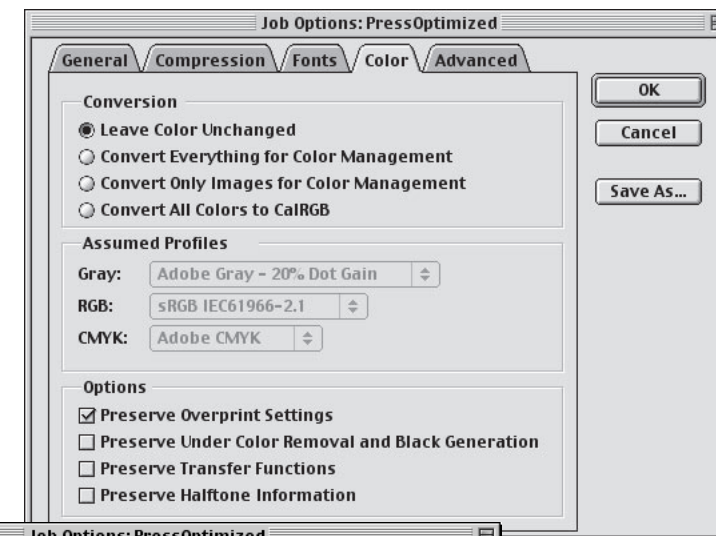 Job Options: PressOptimized
General Compression Fonts Color Advanced
OK
Cancel
Save As...
Conversion
Leave Color Unchanged
Convert Everything for Color Management
Convert Only Images for Color Management
Convert All Colors to CalRGB
Assumed Profiles
Gray: Adobe Gray - 20% Dot Gain
RGB: sRGB IEC61966-2.1
CMYK: Adobe CMYK
Options
Preserve Overprint Settings
Preserve Under Color Removal and Black Generation
Preserve Transfer Functions
Preserve Halftone Information
Job Options: PressOptimized